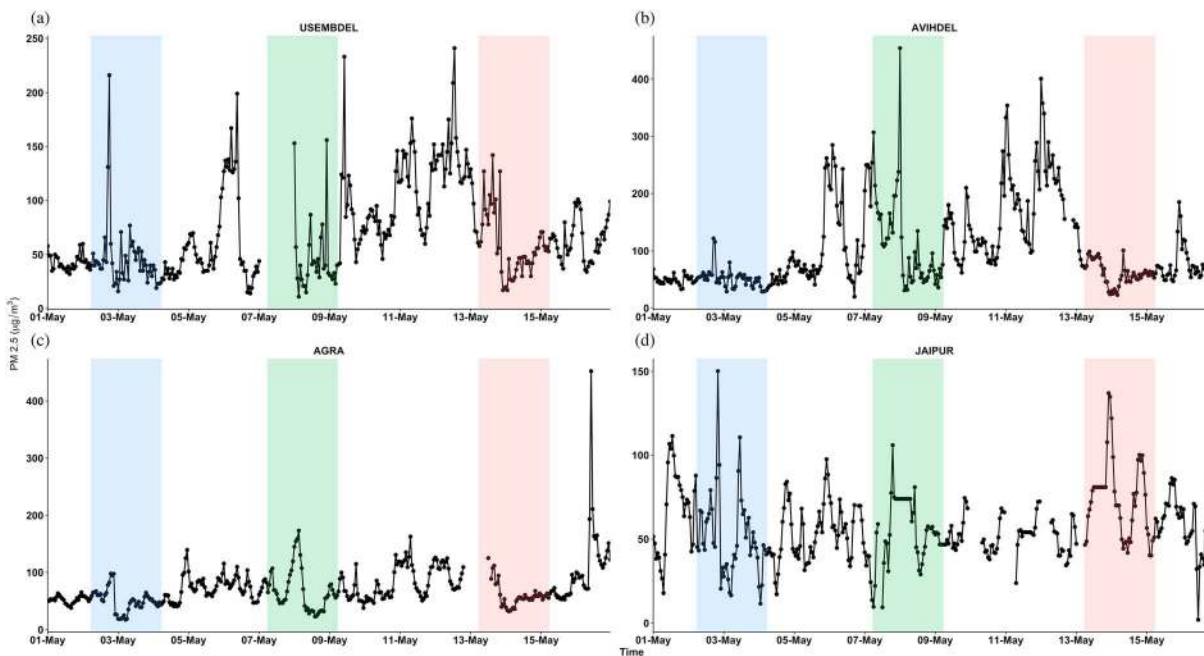 (a)
USEMBDEL
250
200
150
100
50
0
01-May 03-May 05-May 07-May 09-May 11-May 13-May 15-May
(b)
AVIHDEL
400
300
200
100
0
01-May 03-May 05-May 07-May 09-May 11-May 13-May 15-May
PM 2.5 (ug/m³)
(c)
AGRA
400
300
200
100
0
01-May 03-May 05-May 07-May 09-May 11-May 13-May 15-May
(d)
JAIPUR
150
100
50
0
01-May 03-May 05-May 07-May 09-May 11-May 13-May 15-May
Time